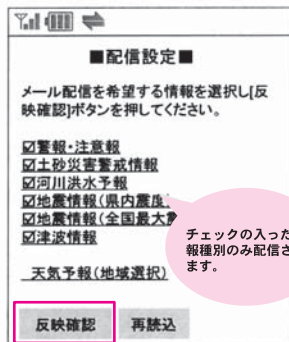 ■配信設定■
メール配信を希望する情報を選択し[反
映確認]ボタンを押してください。
☑警報・注意報
☑土砂災害警戒情報
☑河川洪水予報
☑地震情報(県内震度
☑地震情報(全国最大
☑津波情報
チェックの入った
報種別のみ配信さ
ます。
天気予報(地域選択)
反映確認 再読込